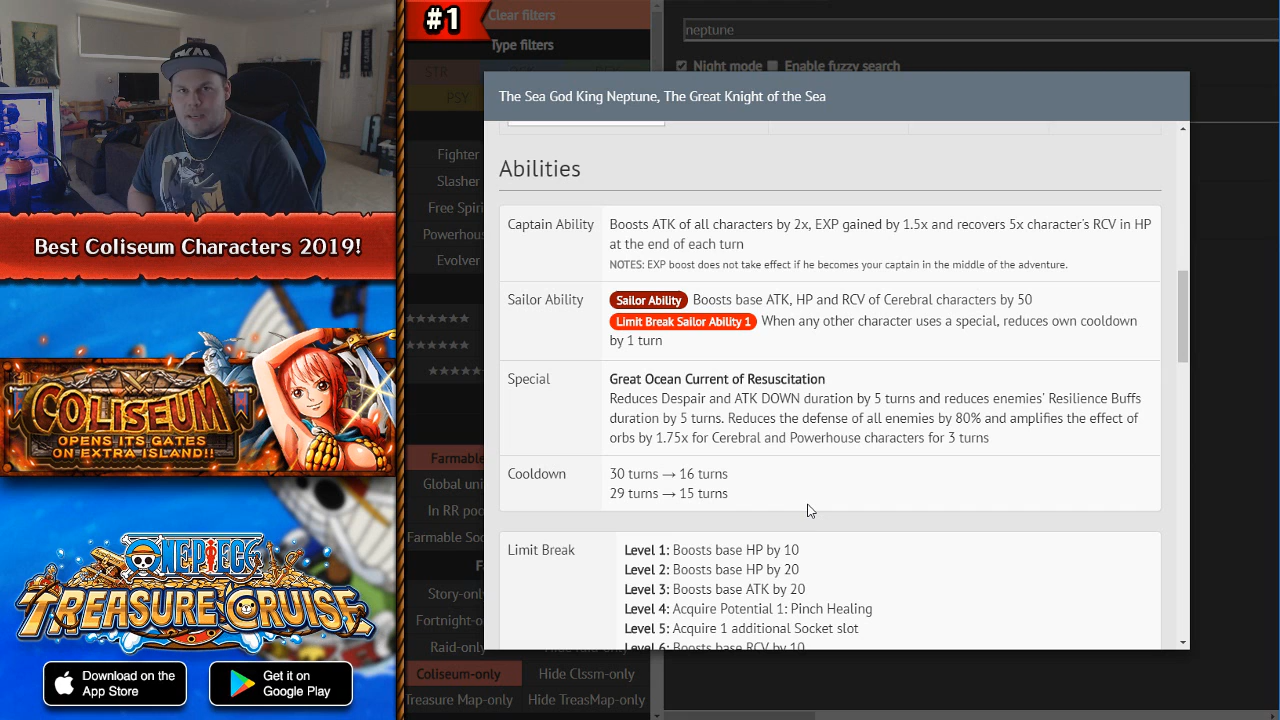 #1
Clear filters
Type filters
STR
PSY
Fighter
Slasher
Free Spiri
Powerhous
Evolver
Farmable
Global uni
In RR poo
Farmable Soc
F
Story-only
Fortnight-o
Raid-only
Coliseum-only
Hide Clssm-only
Treasure Map-only
Hide TreasMap-only
neptune
Night mode
Enable fuzzy search
The Sea God King Neptune, The Great Knight of the Sea
Abilities
Captain Ability
Boosts ATK of all characters by 2x, EXP gained by 1.5x and recovers 5x character's RCV in HP
at the end of each turn
NOTES: EXP boost does not take effect if he becomes your captain in the middle of the adventure.
Sailor Ability
Sailor Ability Boosts base ATK, HP and RCV of Cerebral characters by 50
Limit Break Sailor Ability 1 When any other character uses a special, reduces own cooldown
by 1 turn
Special
Great Ocean Current of Resuscitation
Reduces Despair and ATK DOWN duration by 5 turns and reduces enemies' Resilience Buffs
duration by 5 turns. Reduces the defense of all enemies by 80% and amplifies the effect of
orbs by 1.75x for Cerebral and Powerhouse characters for 3 turns
Cooldown
30 turns → 16 turns
29 turns → 15 turns
Limit Break
Level 1: Boosts base HP by 10
Level 2: Boosts base HP by 20
Level 3: Boosts base ATK by 20
Level 4: Acquire Potential 1: Pinch Healing
Level 5: Acquire 1 additional Socket slot
Level 6: Boosts base RCV by 10
Best Coliseum Characters 2019!
COLISEUM
OPENS ITS GATES
ON EXTRA ISLAND!!
ONE PIECE
TREASURE CRUISE
Download on the
App Store
Get it on
Google Play